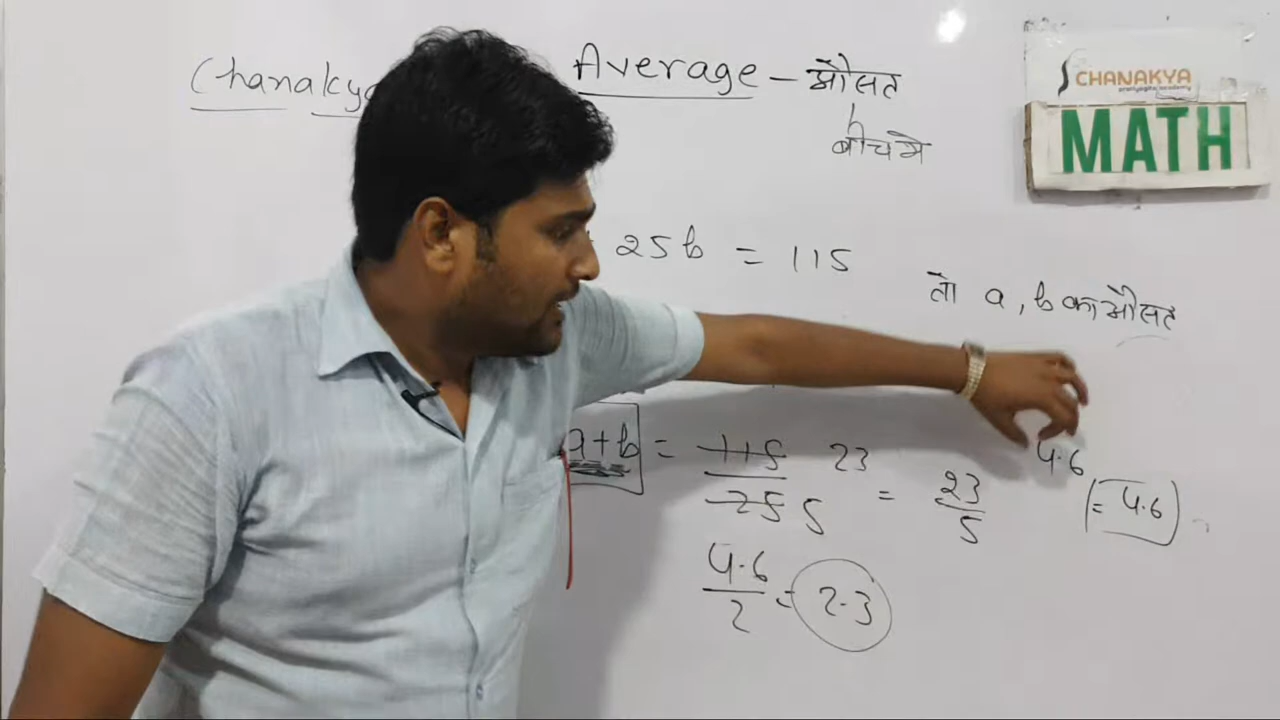 Chanakya Average - औसत
बीच मे
CHANAKYA
MATH
25b = 115
तो a, b का औसत
a+b = 115/25 23/5 = 23/5 4.6 = 4.6
4.6/2 = 2.3